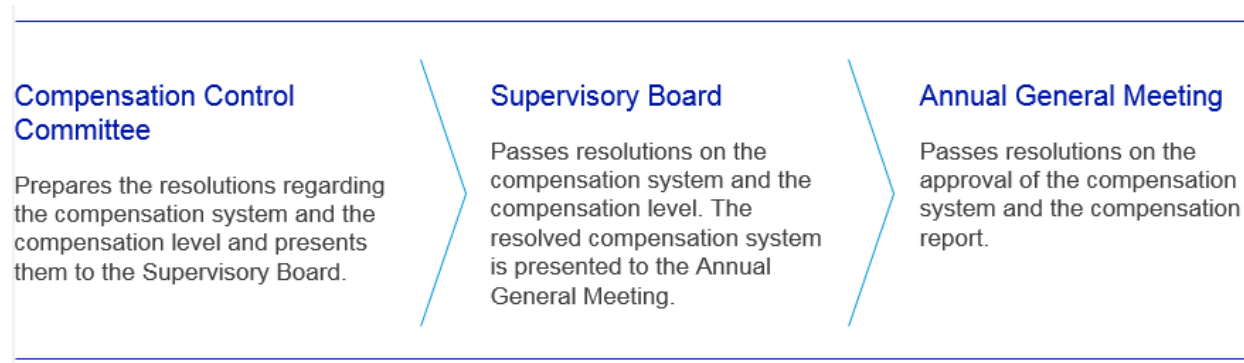 Compensation Control
Committee
Prepares the resolutions regarding
the compensation system and the
compensation level and presents
them to the Supervisory Board.
Supervisory Board
Passes resolutions on the
compensation system and the
compensation level. The
resolved compensation system
is presented to the Annual
General Meeting.
Annual General Meeting
Passes resolutions on the
approval of the compensation
system and the compensation
report.